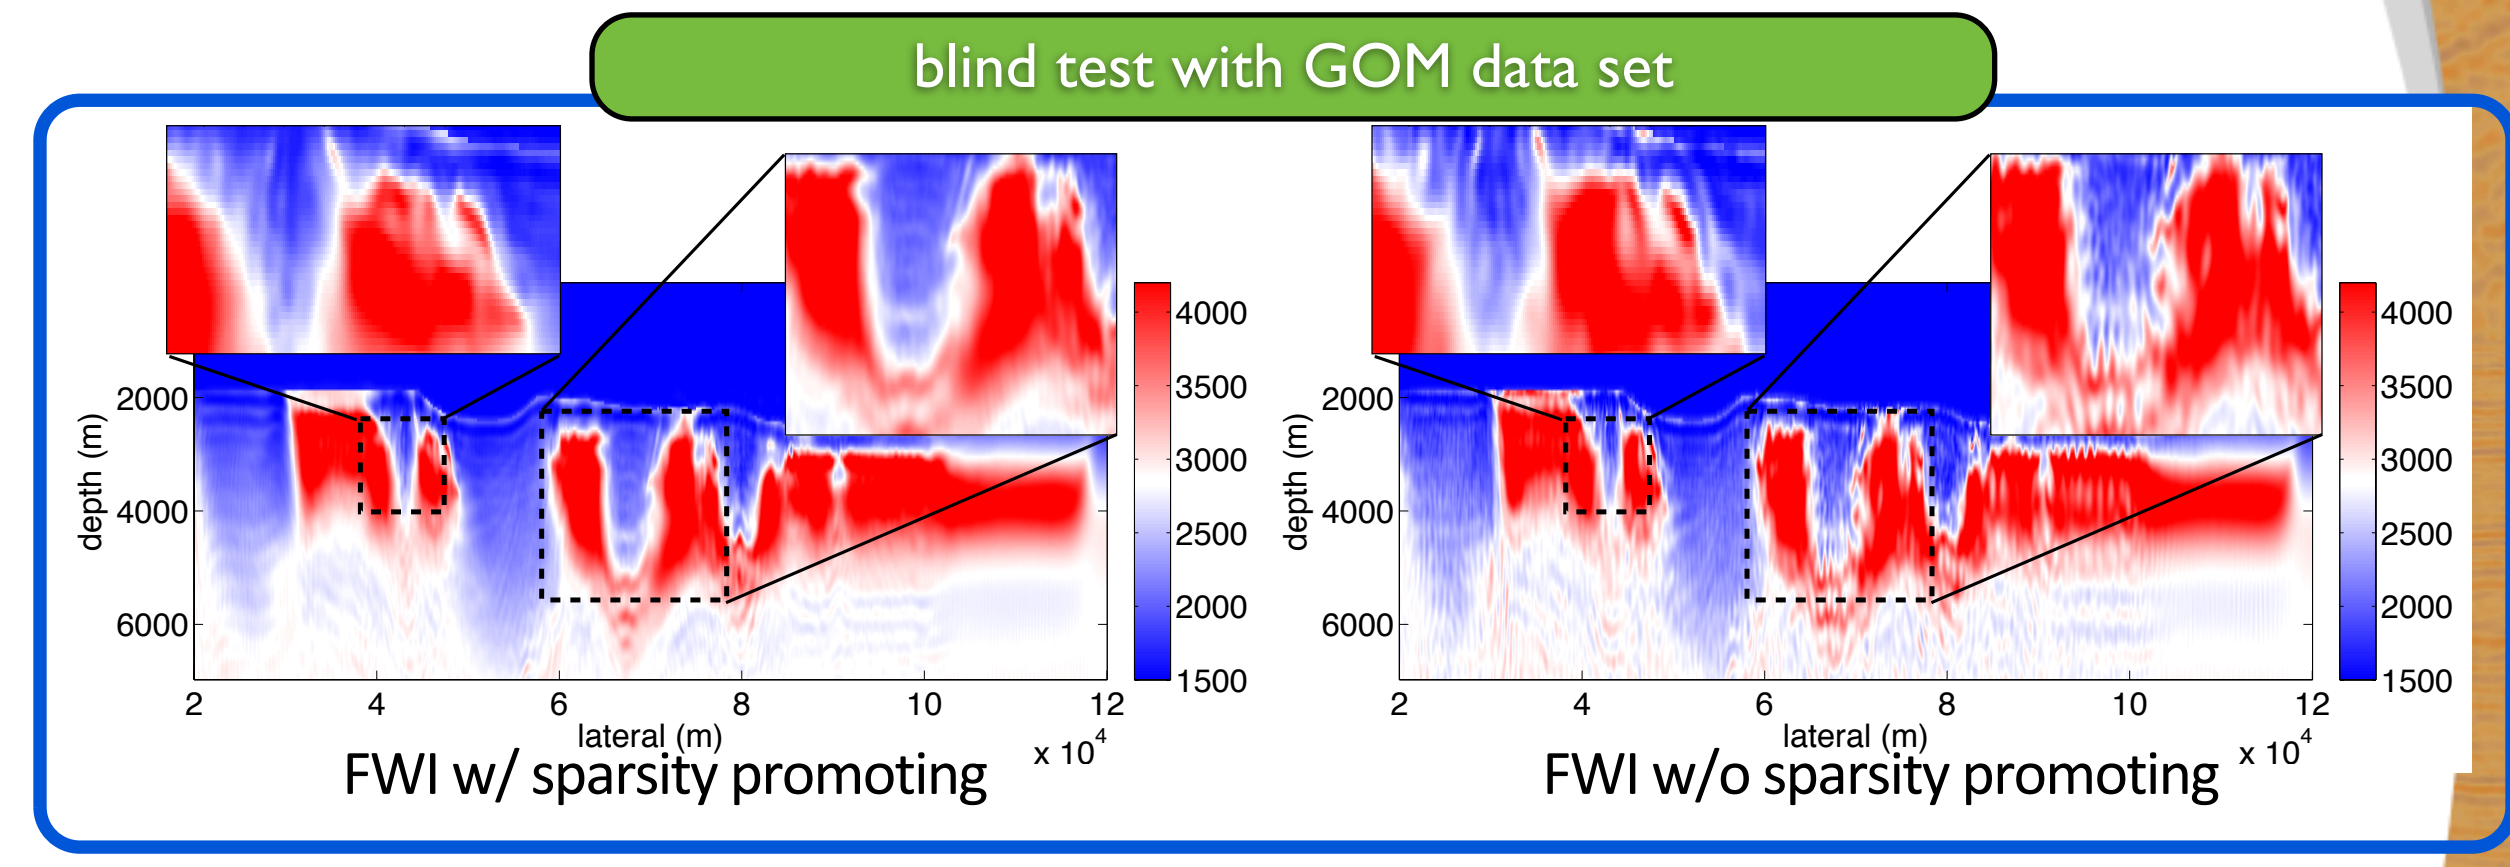 blind test with GOM data set
4000
3500
3000
2500
2000
1500
depth (m)
2000
4000
6000
2 4 6 8 10 12
lateral (m)
x 10^4
FWI w/ sparsity promoting
4000
3500
3000
2500
2000
1500
depth (m)
2000
4000
6000
2 4 6 8 10 12
lateral (m)
x 10^4
FWI w/o sparsity promoting